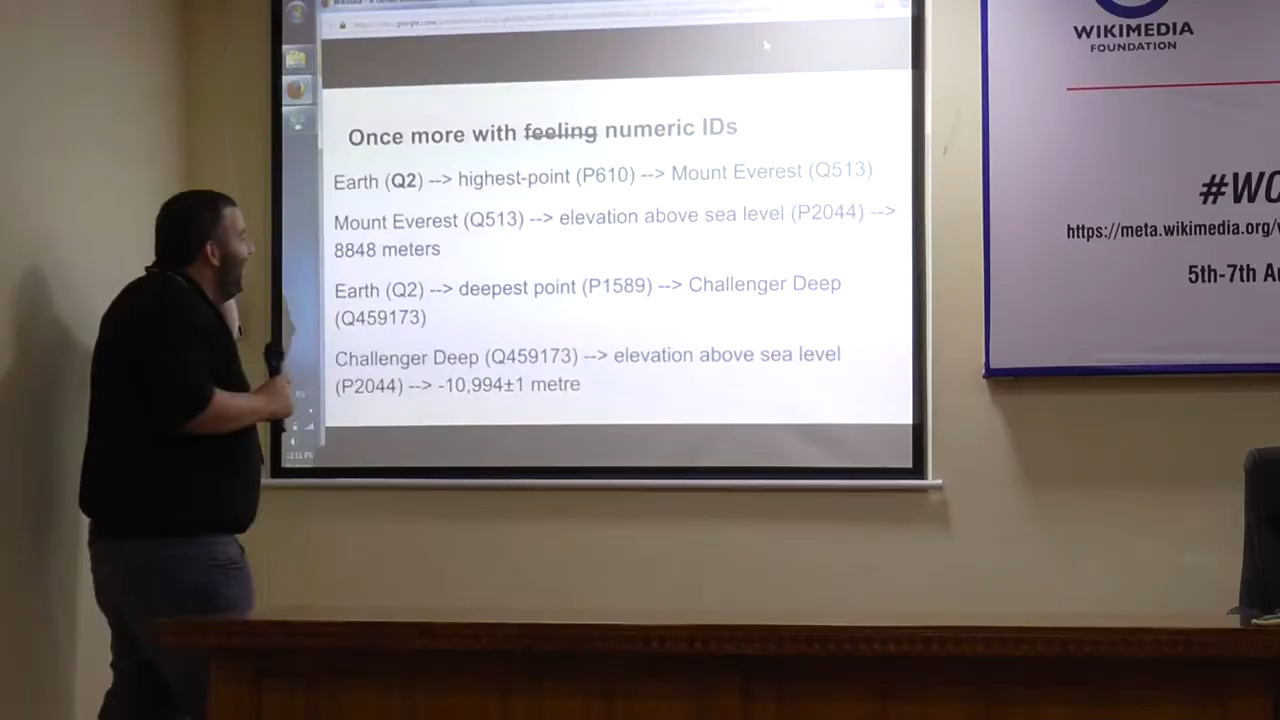 Once more with feeling numeric IDs
Earth (Q2) --> highest-point (P610) --> Mount Everest (Q513)
Mount Everest (Q513) --> elevation above sea level (P2044) -->
8848 meters
Earth (Q2) --> deepest point (P1589) --> Challenger Deep
(Q459173)
Challenger Deep (Q459173) --> elevation above sea level
(P2044) --> -10,994±1 metre
WIKIMEDIA
FOUNDATION
#WC
https://meta.wikimedia.org/
5th-7th A